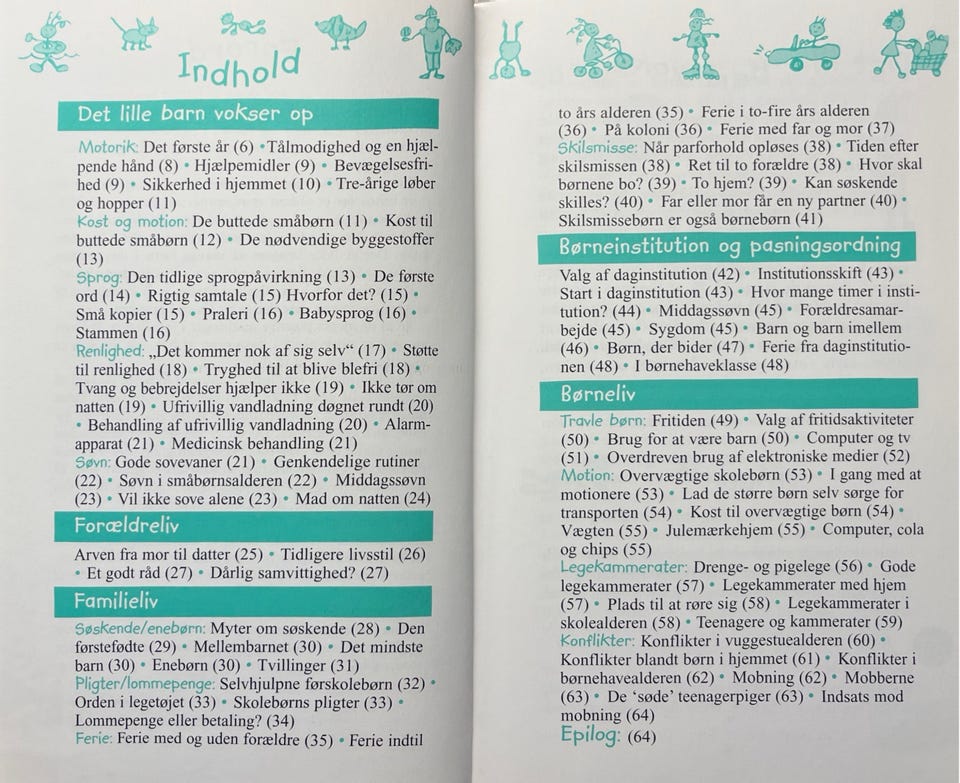 Indhold
Det lille barn vokser op
Motorik: Det første år (6) • Tålmodighed og en hjæl-
pende hånd (8) • Hjælpemidler (9) • Bevægelsesfri-
hed (9) • Sikkerhed i hjemmet (10) • Tre-årige løber
og hopper (11)
Kost og motion: De buttede småbørn (11) • Kost til
buttede småbørn (12) • De nødvendige byggestoffer
(13)
Sprog: Den tidlige sprogpåvirkning (13) • De første
ord (14) • Rigtig samtale (15) Hvorfor det? (15) •
Små kopier (15) • Praleri (16) • Babysprog (16) •
Stammen (16)
Renlighed: „Det kommer nok af sig selv“ (17) • Støtte
til renlighed (18) • Tryghed til at blive blefri (18) •
Tvang og bebrejdelser hjælper ikke (19) • Ikke tør om
natten (19) • Ufrivillig vandladning døgnet rundt (20)
• Behandling af ufrivillig vandladning (20) • Alarm-
apparat (21) • Medicinsk behandling (21)
Søvn: Gode sovevaner (21) • Genkendelige rutiner
(22) • Søvn i småbørnsalderen (22) • Middagssøvn
(23) • Vil ikke sove alene (23) • Mad om natten (24)
Forældreliv
Arven fra mor til datter (25) • Tidligere livsstil (26)
• Et godt råd (27) • Dårlig samvittighed? (27)
Familieliv
Søskende/enebørn: Myter om søskende (28) • Den
førstefødte (29) • Mellembarnet (30) • Det mindste
barn (30) • Enebørn (30) • Tvillinger (31)
Pligter/lommepenge: Selvhjulpne førskolebørn (32) •
Orden i legetøjet (33) • Skolebørns pligter (33) •
Lommepenge eller betaling? (34)
Ferie: Ferie med og uden forældre (35) • Ferie indtil
to års alderen (35) • Ferie i to-fire års alderen
(36) • På koloni (36) • Ferie med far og mor (37)
Skilsmisse: Når parforhold opløses (38) • Tiden efter
skilsmissen (38) • Ret til to forældre (38) • Hvor skal
børnene bo? (39) • To hjem? (39) • Kan søskende
skilles? (40) • Far eller mor får en ny partner (40) •
Skilsmissebørn er også børnebørn (41)
Børneinstitution og pasningsordning
Valg af daginstitution (42) • Institutionsskift (43) •
Start i daginstitution (43) • Hvor mange timer i insti-
tution? (44) • Middagssøvn (45) • Forældresamar-
bejde (45) • Sygdom (45) • Barn og barn imellem
(46) • Børn, der bider (47) • Ferie fra daginstitutio-
nen (48) • I børnehaveklasse (48)
Børneliv
Travle børn: Fritiden (49) • Valg af fritidsaktiviteter
(50) • Brug for at være barn (50) • Computer og tv
(51) • Overdreven brug af elektroniske medier (52)
Motion: Overvægtige skolebørn (53) • I gang med at
motionere (53) • Lad de større børn selv sørge for
transporten (54) • Kost til overvægtige børn (54) •
Vægten (55) • Julemærkehjem (55) • Computer, cola
og chips (55)
Legekammerater: Drenge- og pigelege (56) • Gode
legekammerater (57) • Legekammerater med hjem
(57) • Plads til at røre sig (58) • Legekammerater i
skolealderen (58) • Teenagere og kammerater (59)
Konflikter: Konflikter i vuggestuealderen (60) •
Konflikter blandt børn i hjemmet (61) • Konflikter i
børnehavealderen (62) • Mobning (62) • Mobberne
(63) • De ‘søde’ teenagerpiger (63) • Indsats mod
mobning (64)
Epilog: (64)